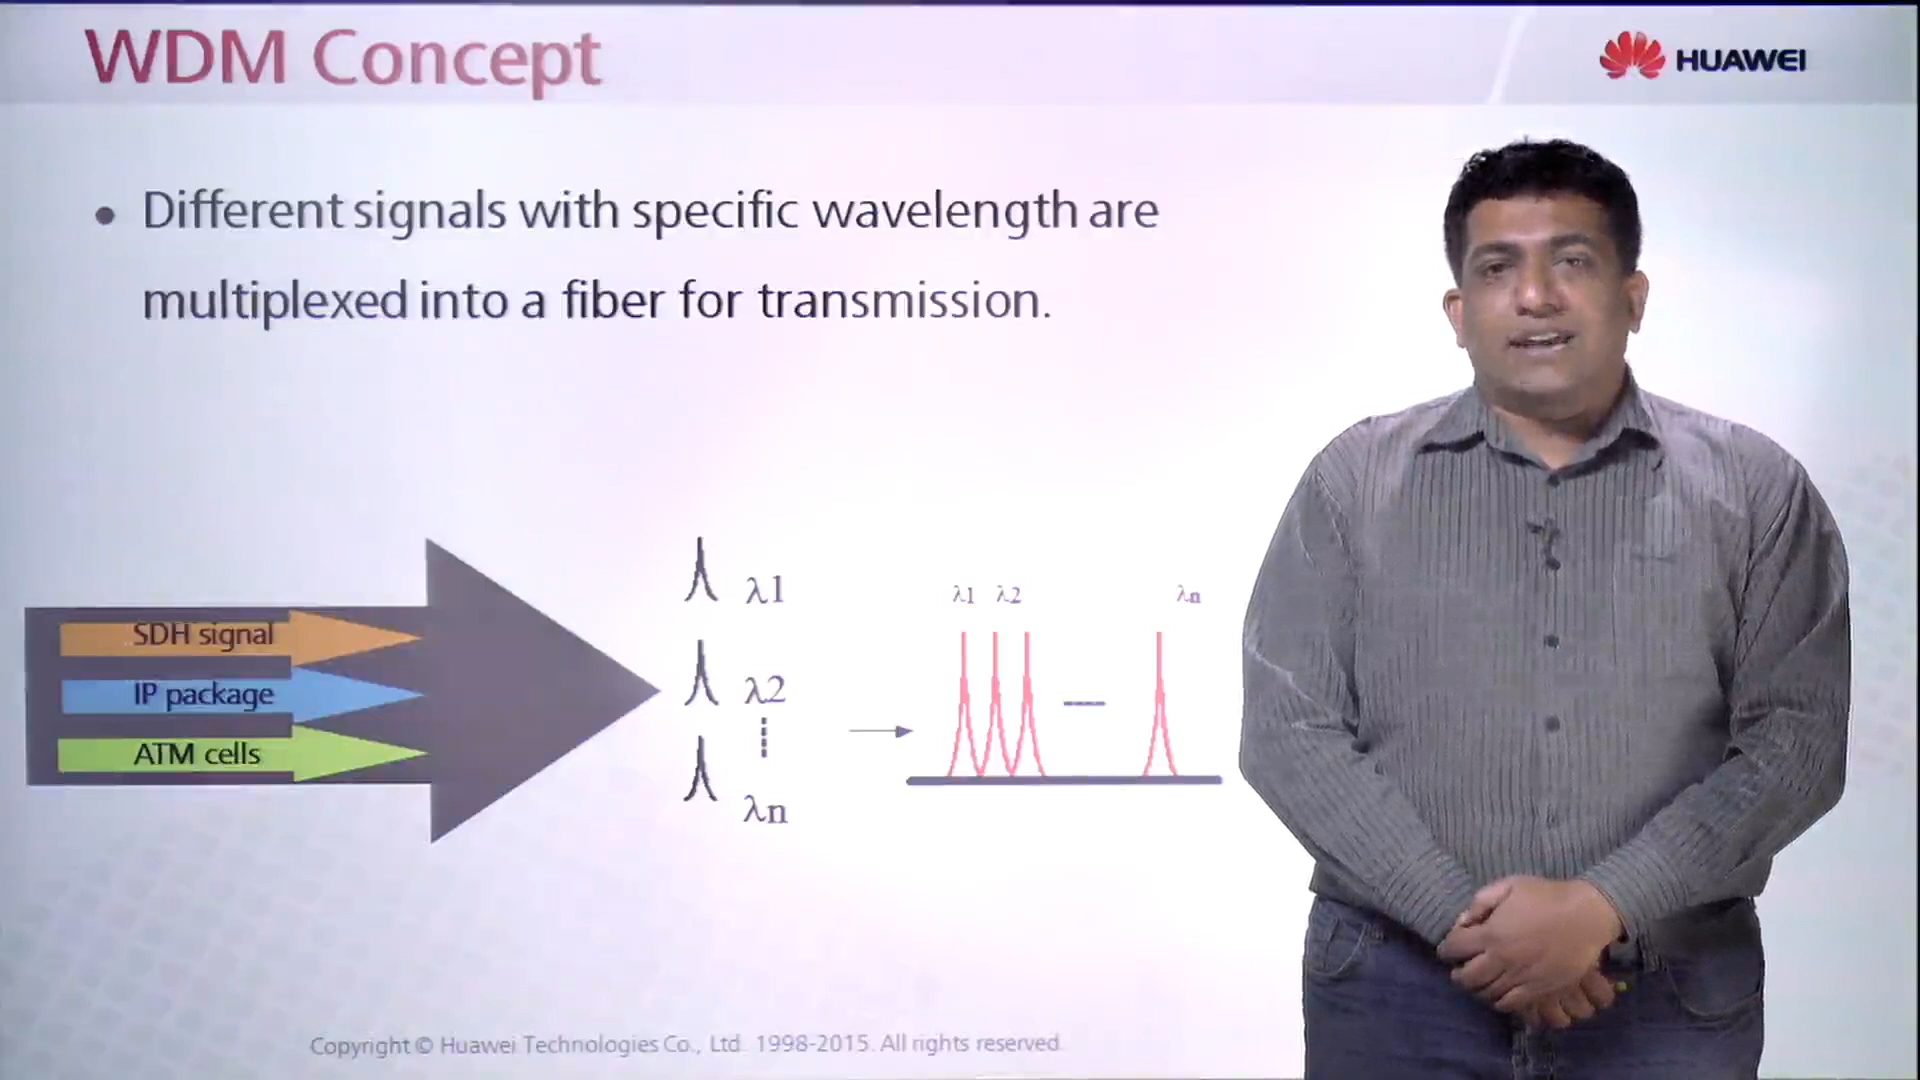 WDM Concept
HUAWEI
Different signals with specific wavelength are
multiplexed into a fiber for transmission.
SDH signal
IP package
ATM cells
λ1
λ2
λn
λ1 λ2 λn
Copyright © Huawei Technologies Co., Ltd. 1998-2015. All rights reserved.